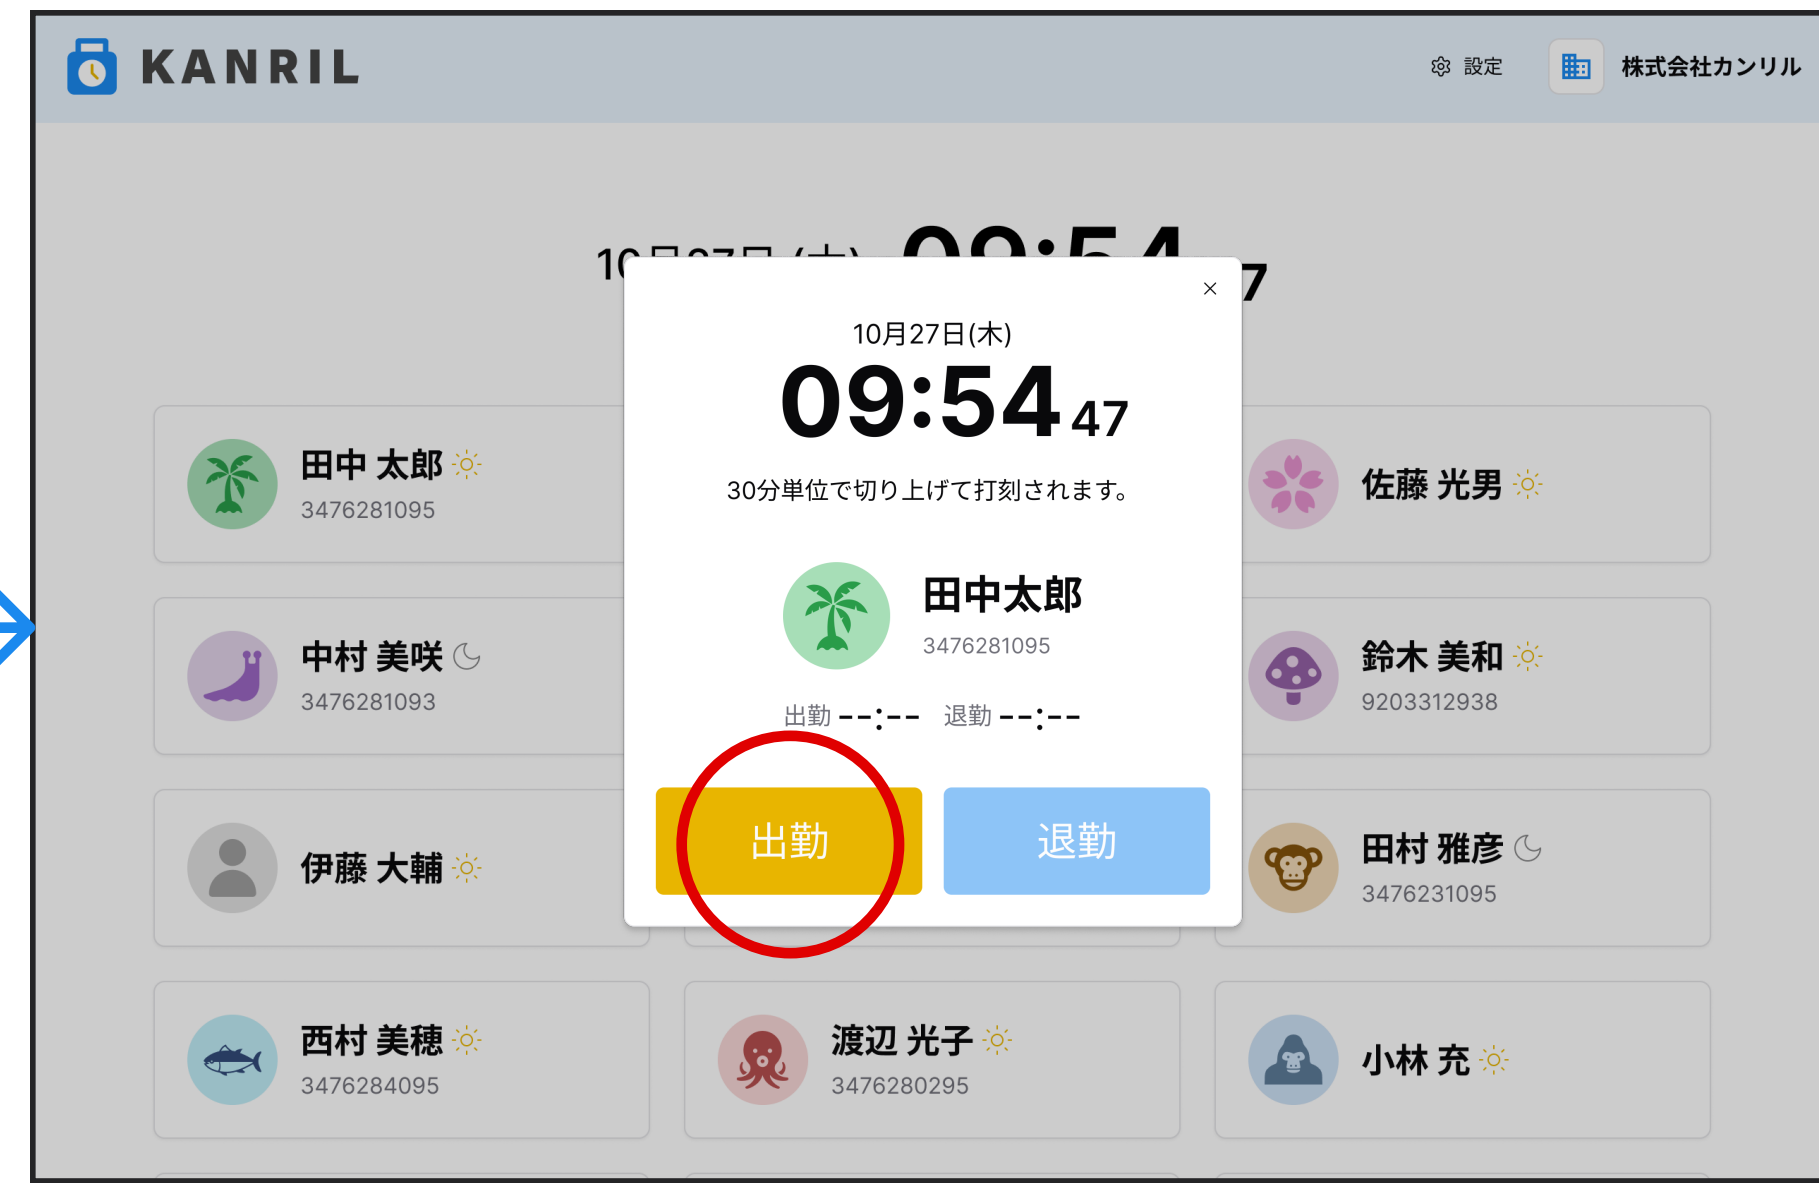 KANRIL
設定
株式会社カンリル
10月27日(木)
09:54 47
30分単位で切り上げて打刻されます。
田中太郎
3476281095
出勤 --:-- 退勤 --:--
出勤
退勤
田中 太郎
3476281095
佐藤 光男
中村 美咲
3476281093
鈴木 美和
9203312938
伊藤 大輔
田村 雅彦
3476231095
西村 美穂
3476284095
渡辺 光子
3476280295
小林 充